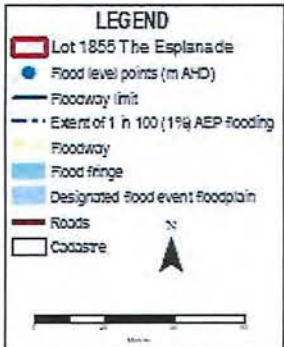 LEGEND
Lot 1855 The Esplanade
Flood level points (m AHD)
Floodway limit
Extent of 1 in 100 (1%) AEP flooding
Floodway
Flood fringe
Designated flood event floodplain
Roads
N
Cadastre